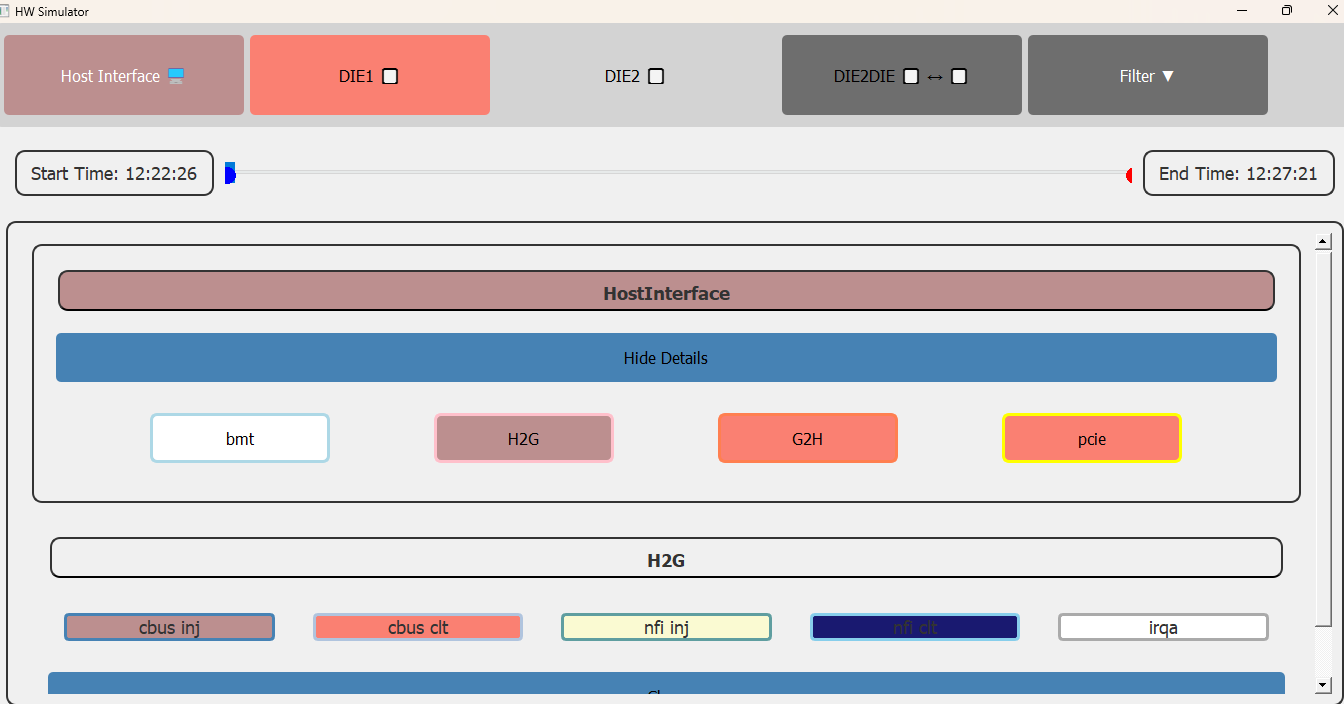 HW Simulator
Host Interface
DIE1
DIE2
DIE2DIE ↔
Filter ▼
Start Time: 12:22:26
End Time: 12:27:21
HostInterface
Hide Details
bmt
H2G
G2H
pcie
H2G
cbus inj
cbus clt
nfi inj
nfi clt
irqa